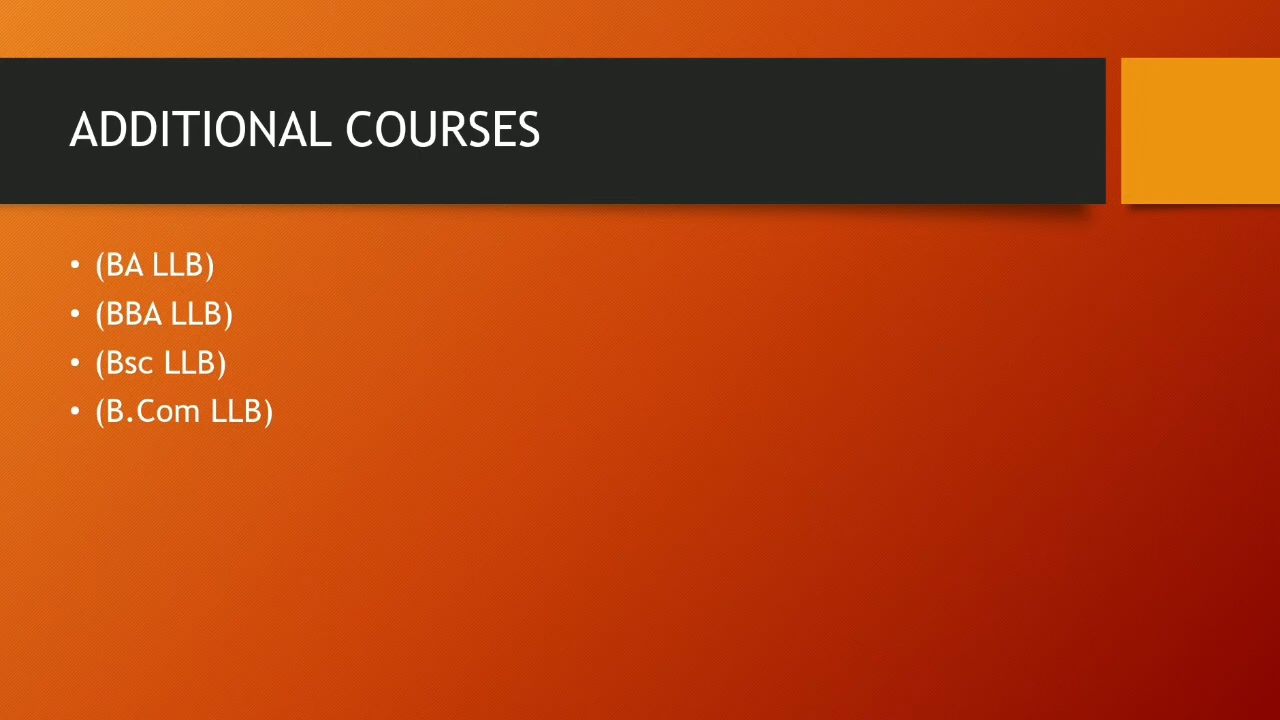 ADDITIONAL COURSES
• (BA LLB)
• (BBA LLB)
• (Bsc LLB)
• (B.Com LLB)